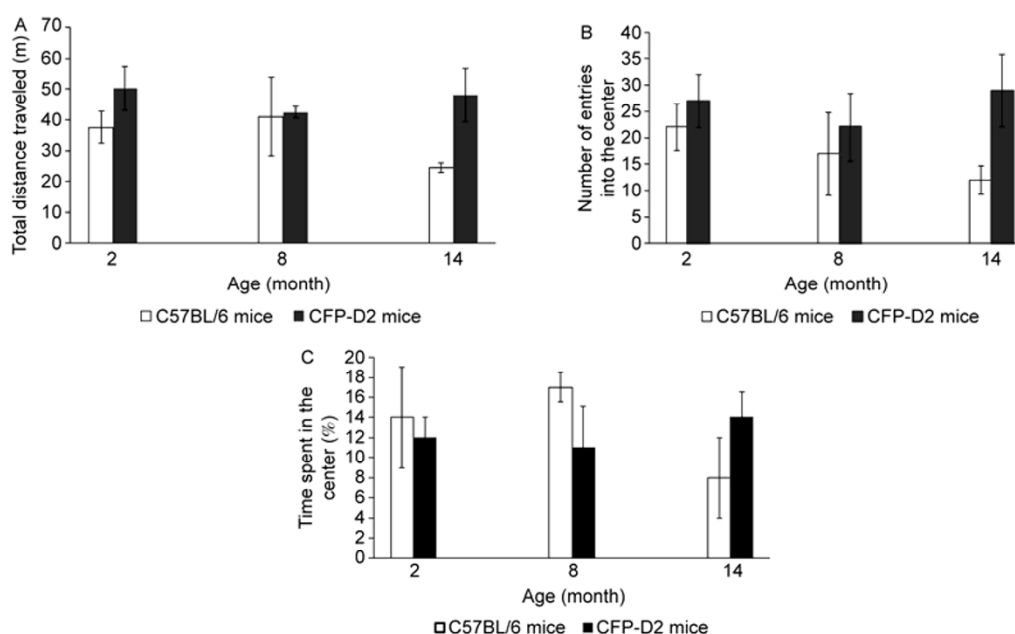 A
Total distance traveled (m)
70
60
50
40
30
20
10
0
2 8 14
Age (month)
C57BL/6 mice CFP-D2 mice
B
Number of entries
into the center
40
35
30
25
20
15
10
5
0
2 8 14
Age (month)
C57BL/6 mice CFP-D2 mice
C
Time spent in the
center (%)
20
18
16
14
12
10
8
6
4
2
0
2 8 14
Age (month)
C57BL/6 mice CFP-D2 mice